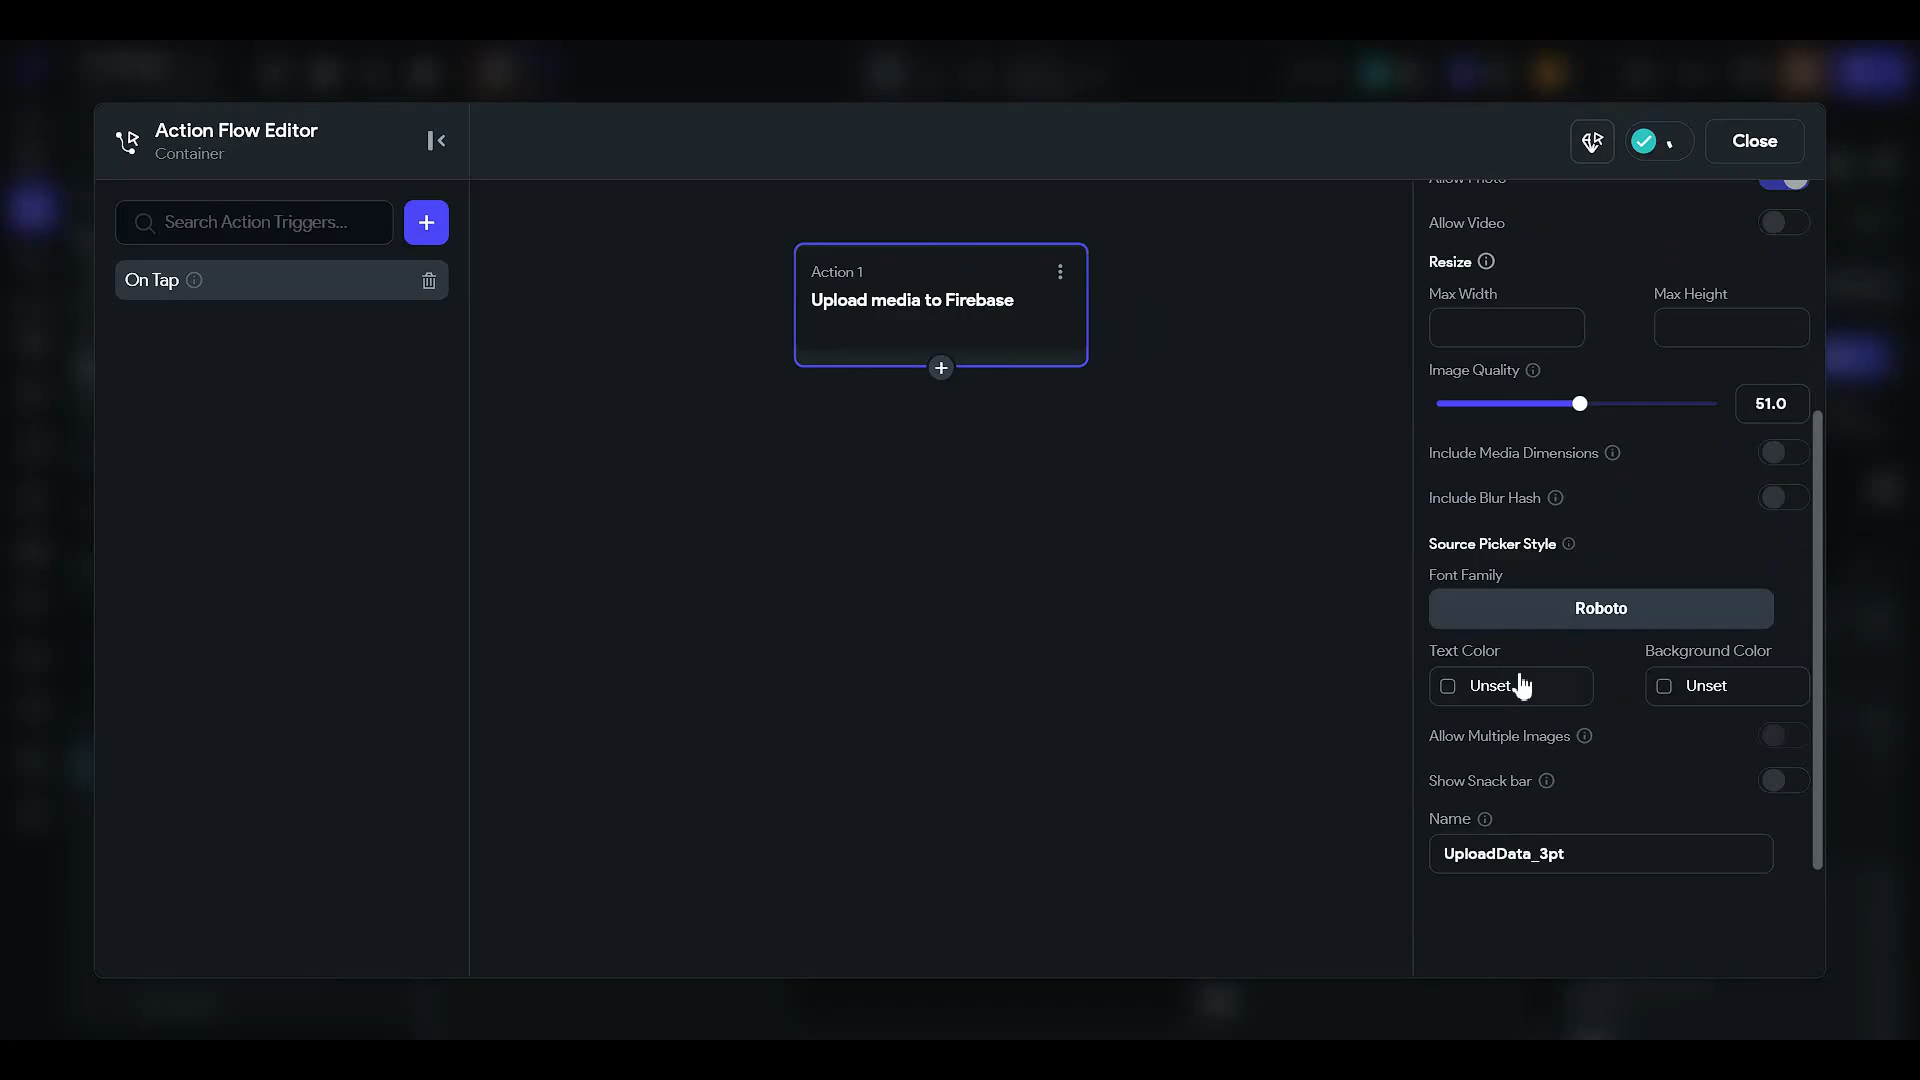 Action Flow Editor
Container
Close
Search Action Triggers...
On Tap
Action 1
Upload media to Firebase
Allow Photo
Allow Video
Resize
Max Width
Max Height
Image Quality
51.0
Include Media Dimensions
Include Blur Hash
Source Picker Style
Font Family
Roboto
Text Color
Background Color
Unset
Unset
Allow Multiple Images
Show Snack bar
Name
UploadData_3pt